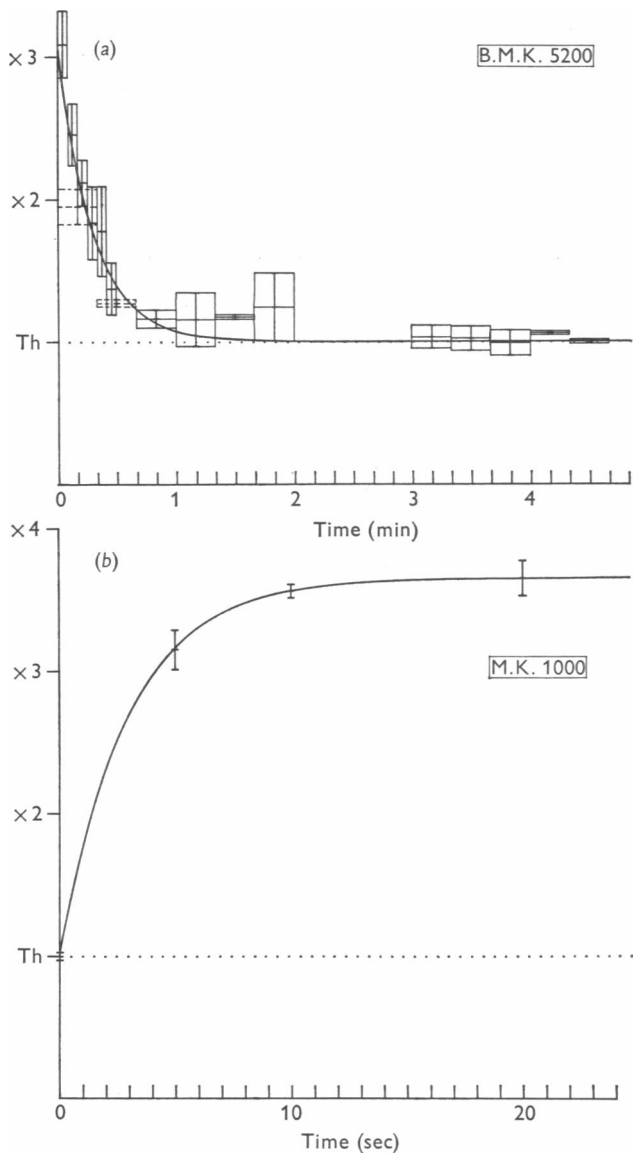 (a)
B.M.K. 5200
×3
×2
Th
0 1 2 3 4
Time (min)
×4
(b)
M.K. 1000
×3
×2
Th
0 10 20
Time (sec)